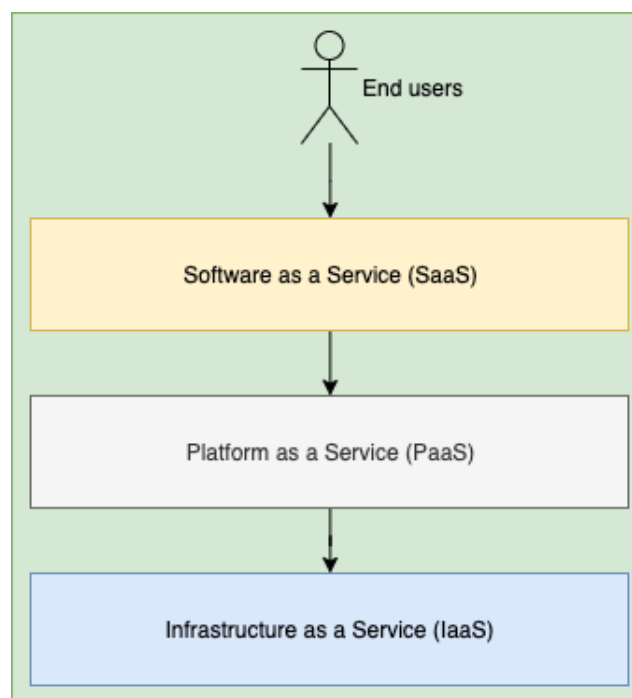 End users
Software as a Service (SaaS)
Platform as a Service (PaaS)
Infrastructure as a Service (IaaS)